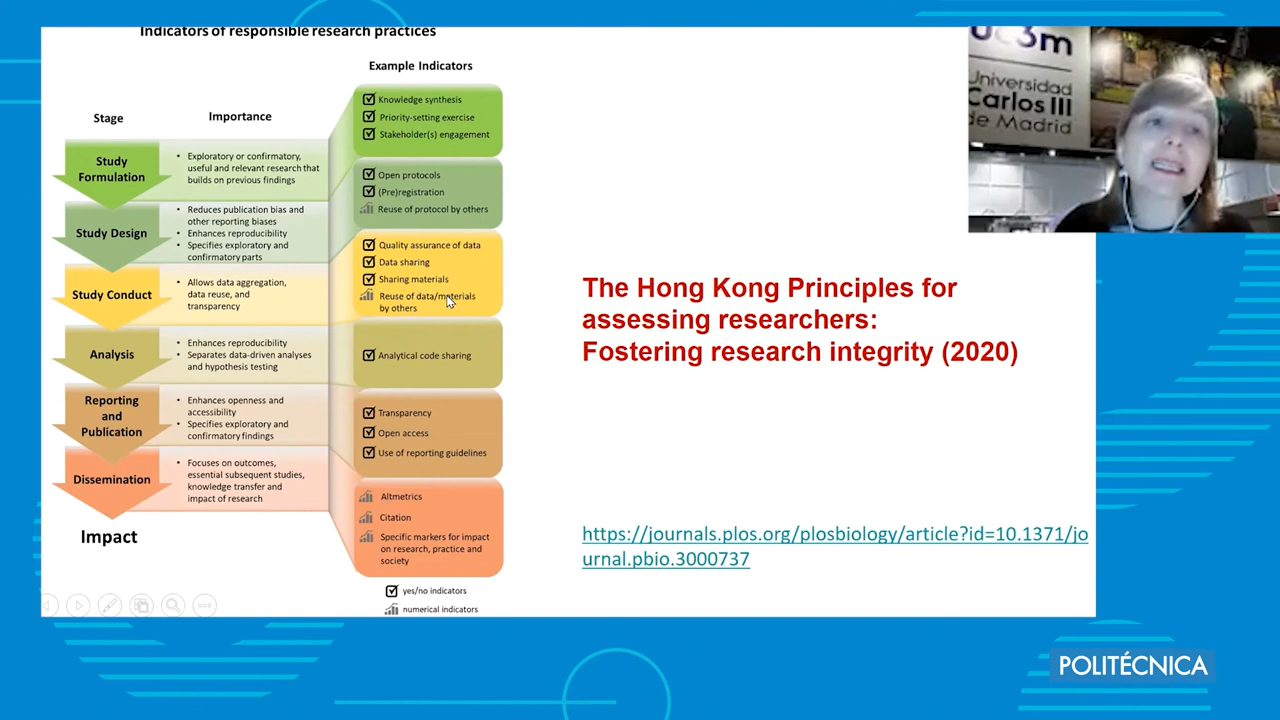 Indicators of responsible research practices
Example Indicators
Stage
Importance
Study
Formulation
• Exploratory or confirmatory,
useful and relevant research that
builds on previous findings
Knowledge synthesis
Priority-setting exercise
Stakeholder(s) engagement
Study Design
• Reduces publication bias and
other reporting biases
• Enhances reproducibility
• Specifies exploratory and
confirmatory parts
Open protocols
(Pre)registration
Reuse of protocol by others
Study Conduct
• Allows data aggregation,
data reuse, and
transparency
Quality assurance of data
Data sharing
Sharing materials
Reuse of data/materials
by others
Analysis
• Enhances reproducibility
• Separates data-driven analyses
and hypothesis testing
Analytical code sharing
Reporting
and
Publication
• Enhances openness and
accessibility
• Specifies exploratory and
confirmatory findings
Transparency
Open access
Use of reporting guidelines
Dissemination
• Focuses on outcomes,
essential subsequent studies,
knowledge transfer and
impact of research
Altmetrics
Citation
Specific markers for impact
on research, practice and
society
Impact
yes/no indicators
numerical indicators
The Hong Kong Principles for
assessing researchers:
Fostering research integrity (2020)
https://journals.plos.org/plosbiology/article?id=10.1371/jo
urnal.pbio.3000737
uc3m
Universidad
Carlos III
de Madrid
POLITÉCNICA